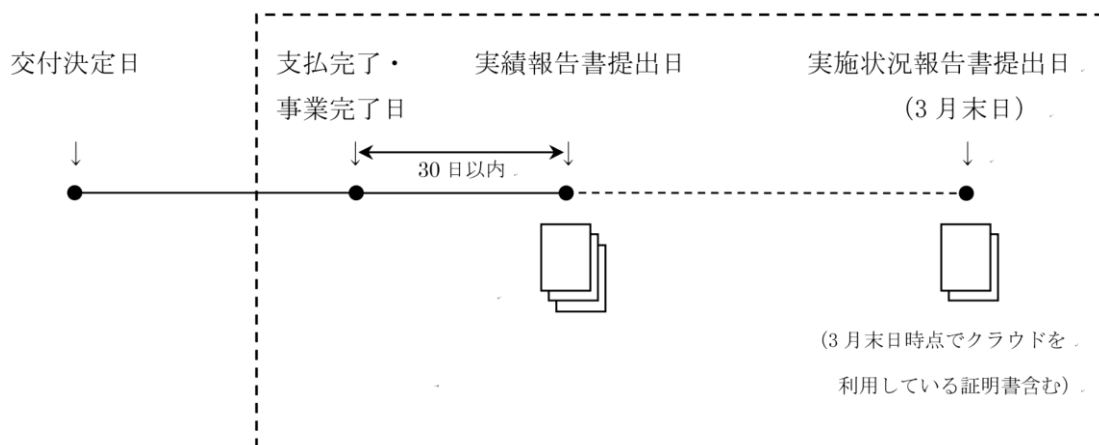 交付決定日
支払完了・
事業完了日
実績報告書提出日
実施状況報告書提出日
（3 月末日）
↓
↓
↓
↓
30 日以内
（3 月末日時点でクラウドを
利用している証明書含む）